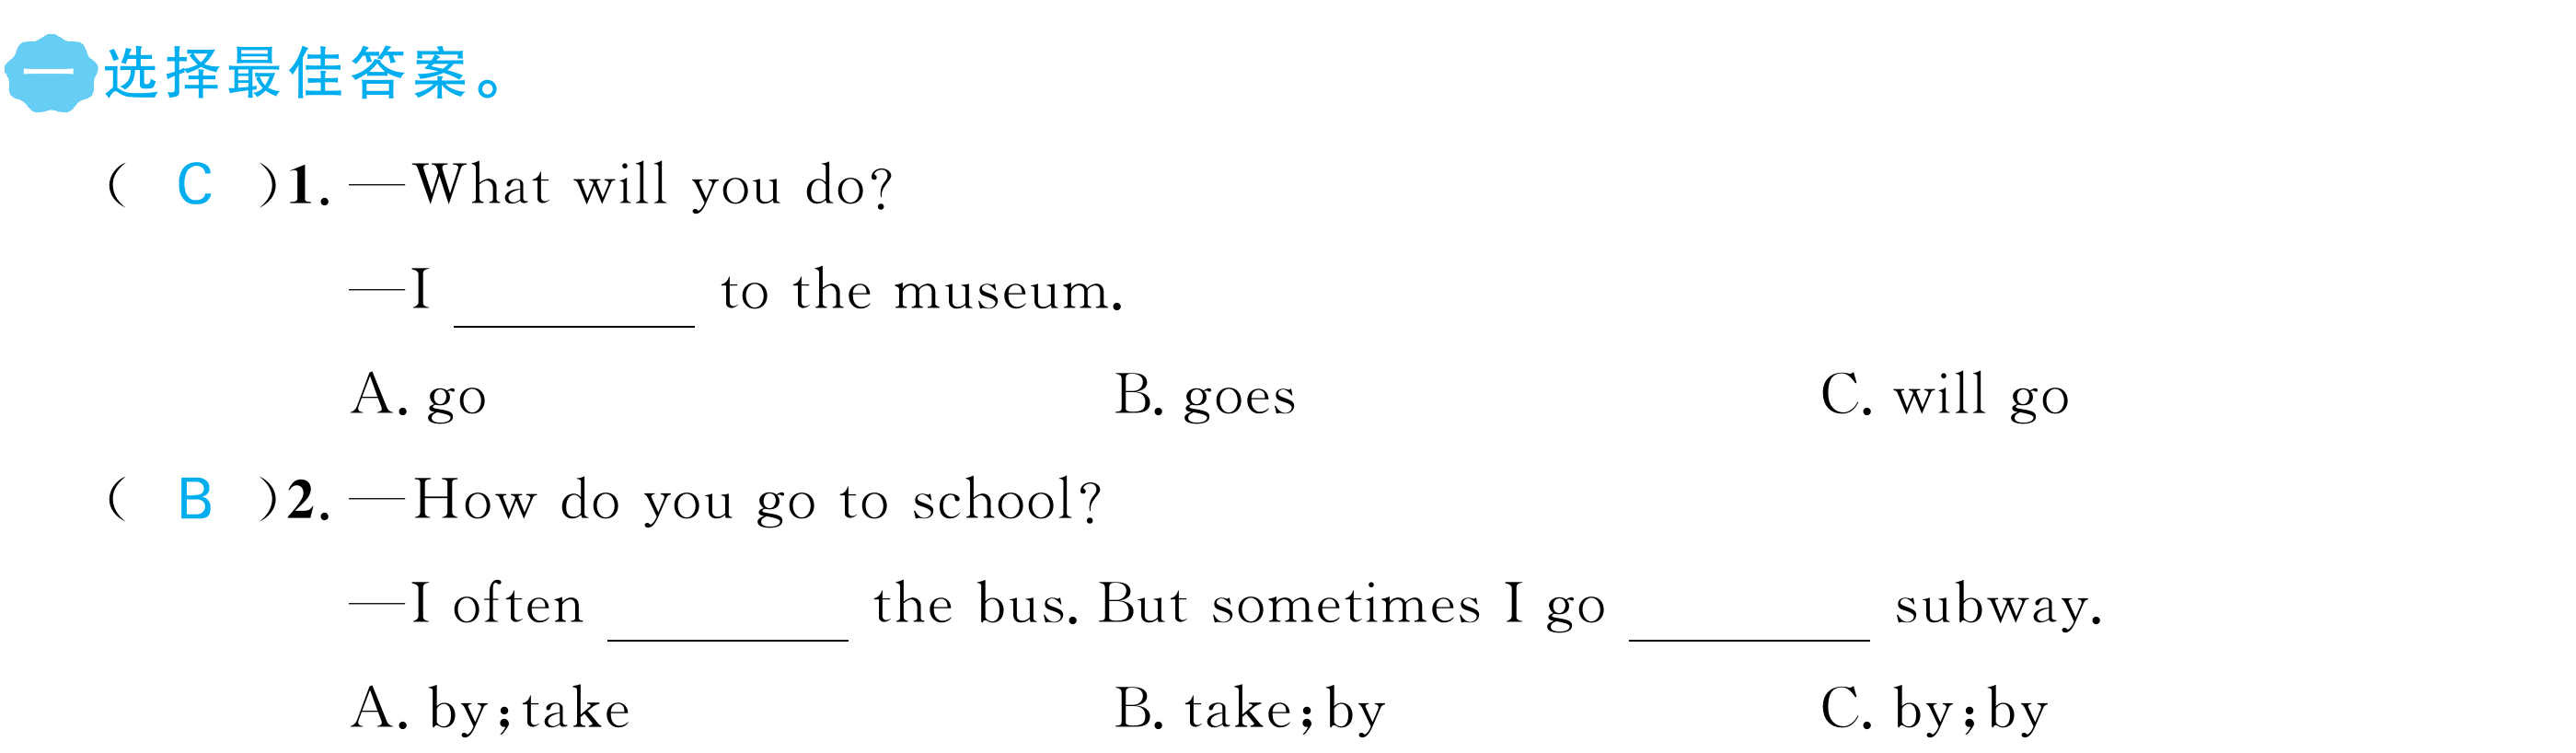 一 选择最佳答案。
( C )1. —What will you do?
—I ________ to the museum.
A. go B. goes C. will go
( B )2. —How do you go to school?
—I often ________ the bus. But sometimes I go ________ subway.
A. by;take B. take;by C. by;by